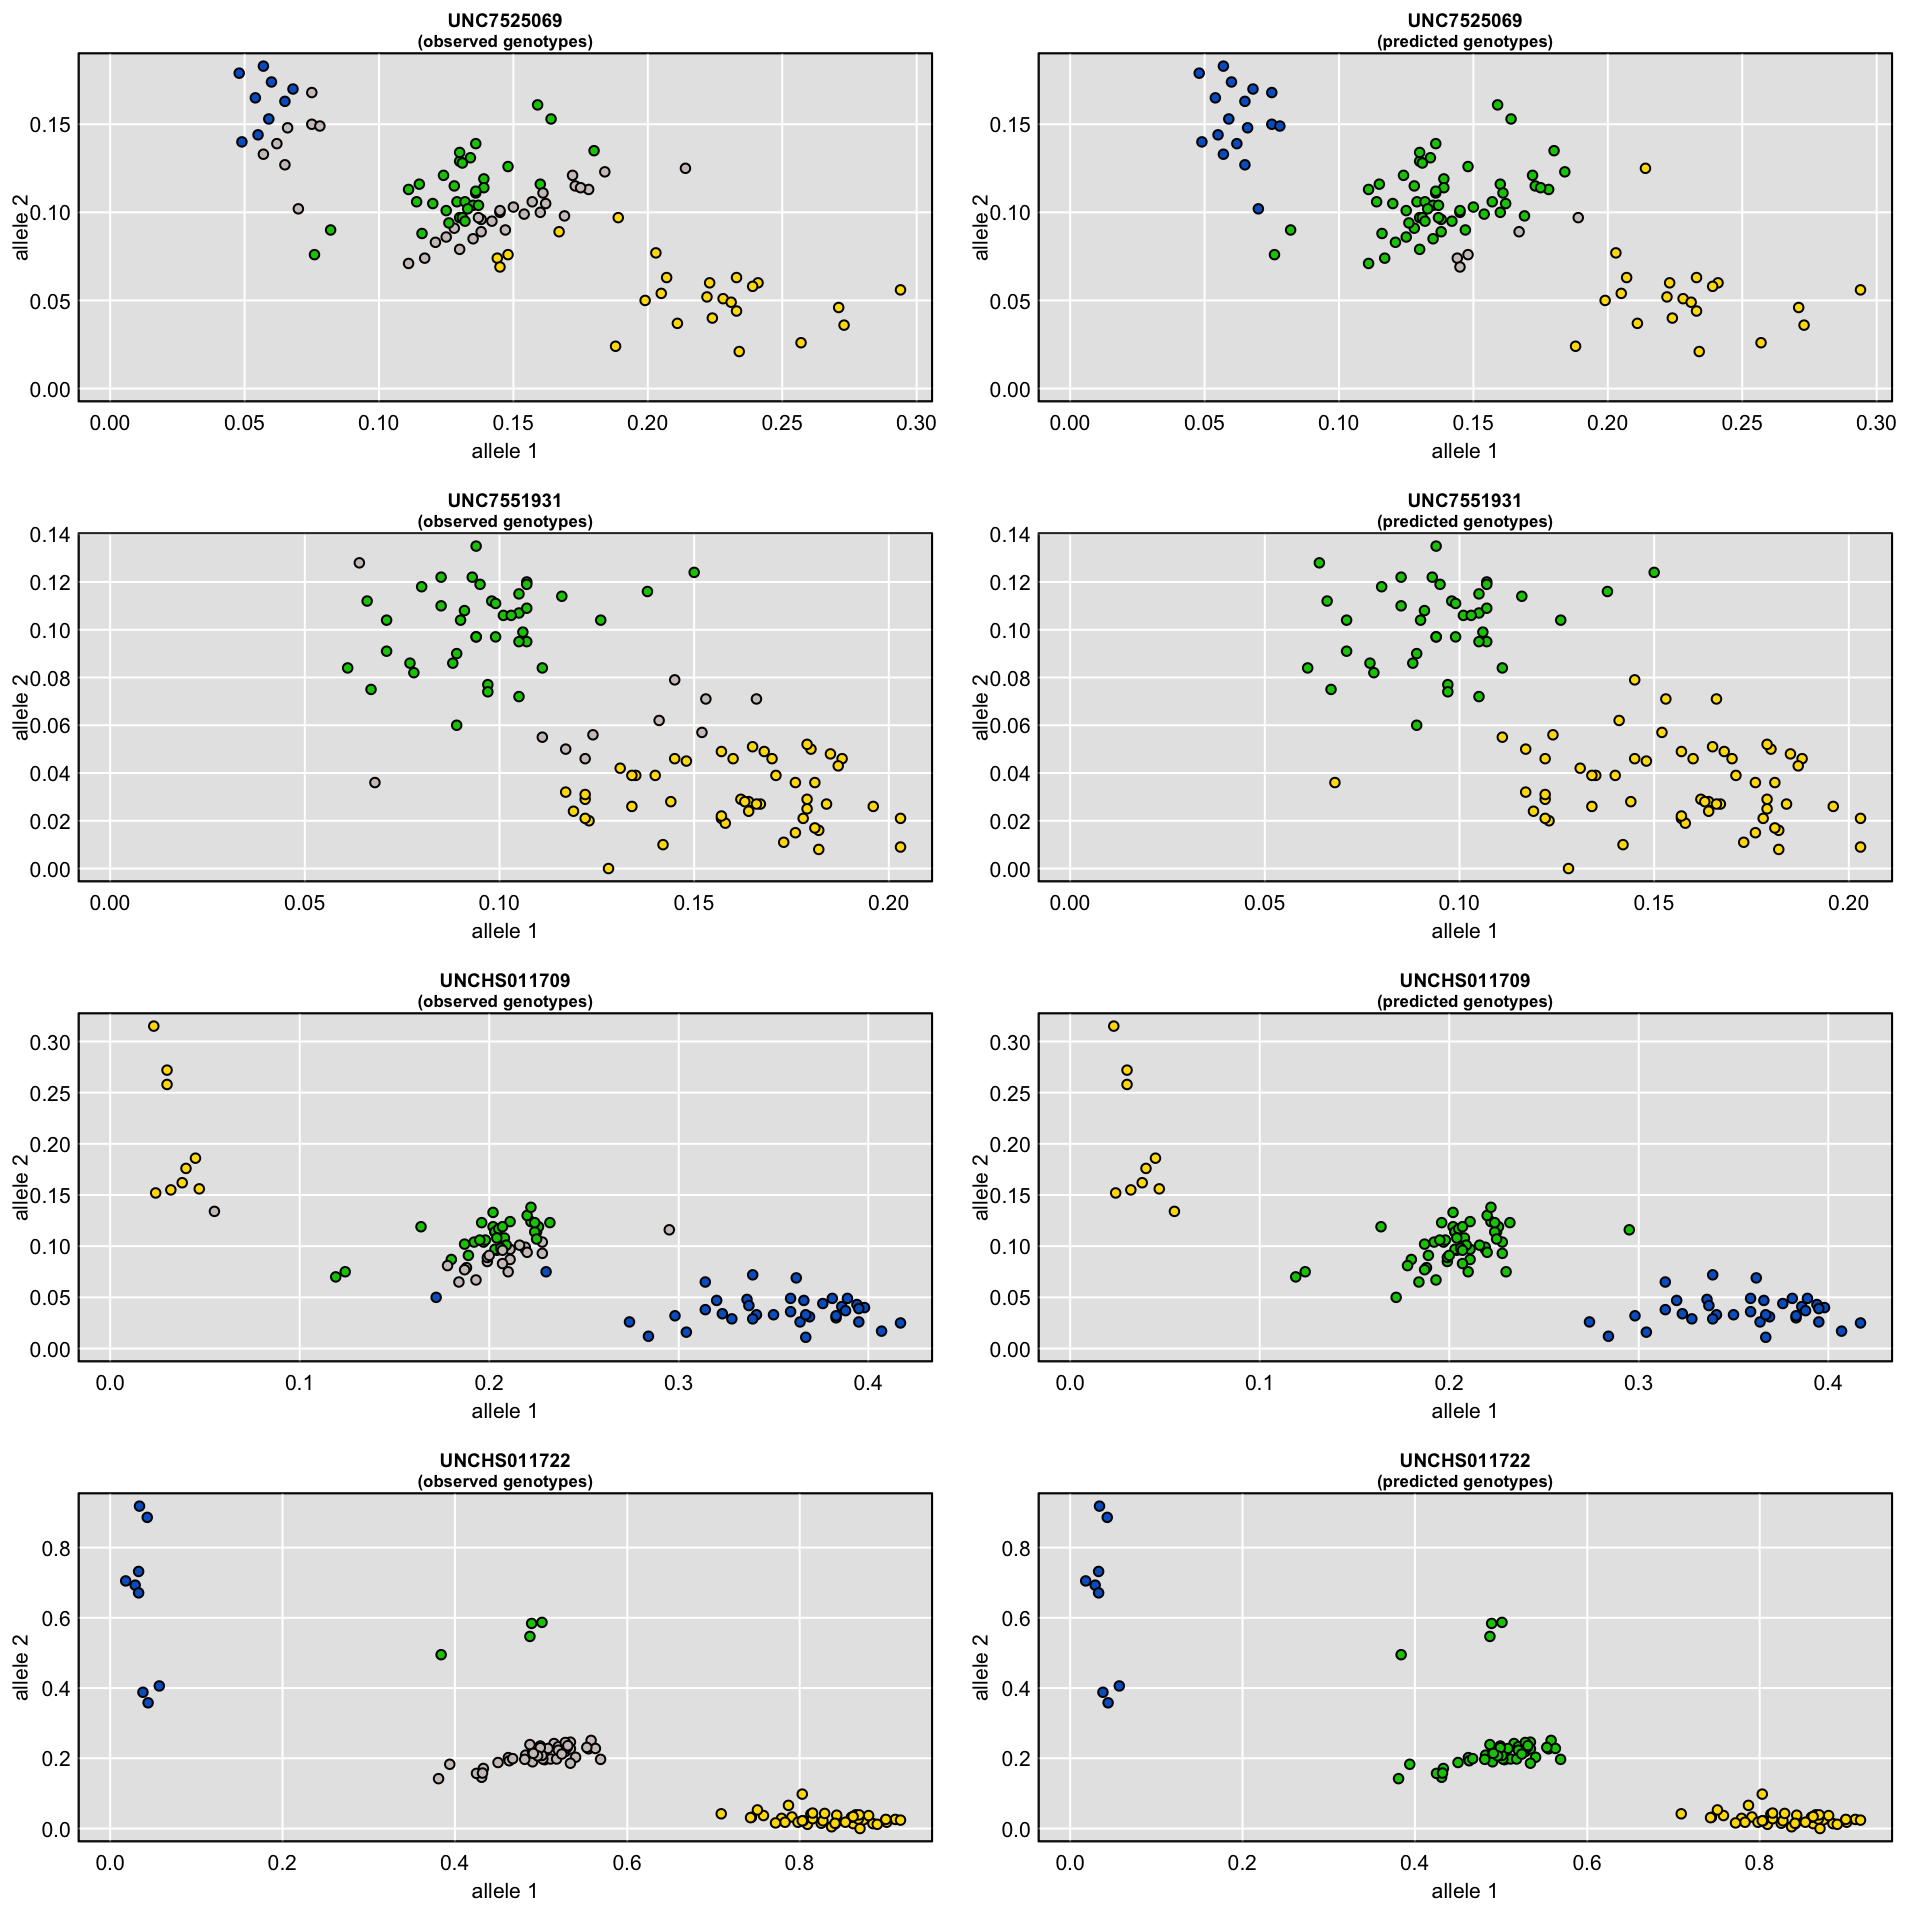 UNC7525069
(observed genotypes)
0.15
0.10
0.05
0.00
allele 2
0.00 0.05 0.10 0.15 0.20 0.25 0.30
allele 1
UNC7525069
(predicted genotypes)
0.15
0.10
0.05
0.00
allele 2
0.00 0.05 0.10 0.15 0.20 0.25 0.30
allele 1
UNC7551931
(observed genotypes)
0.14
0.12
0.10
0.08
0.06
0.04
0.02
0.00
allele 2
0.00 0.05 0.10 0.15 0.20
allele 1
UNC7551931
(predicted genotypes)
0.14
0.12
0.10
0.08
0.06
0.04
0.02
0.00
allele 2
0.00 0.05 0.10 0.15 0.20
allele 1
UNCHS011709
(observed genotypes)
0.30
0.25
0.20
0.15
0.10
0.05
0.00
allele 2
0.0 0.1 0.2 0.3 0.4
allele 1
UNCHS011709
(predicted genotypes)
0.30
0.25
0.20
0.15
0.10
0.05
0.00
allele 2
0.0 0.1 0.2 0.3 0.4
allele 1
UNCHS011722
(observed genotypes)
0.8
0.6
0.4
0.2
0.0
allele 2
0.0 0.2 0.4 0.6 0.8
allele 1
UNCHS011722
(predicted genotypes)
0.8
0.6
0.4
0.2
0.0
allele 2
0.0 0.2 0.4 0.6 0.8
allele 1